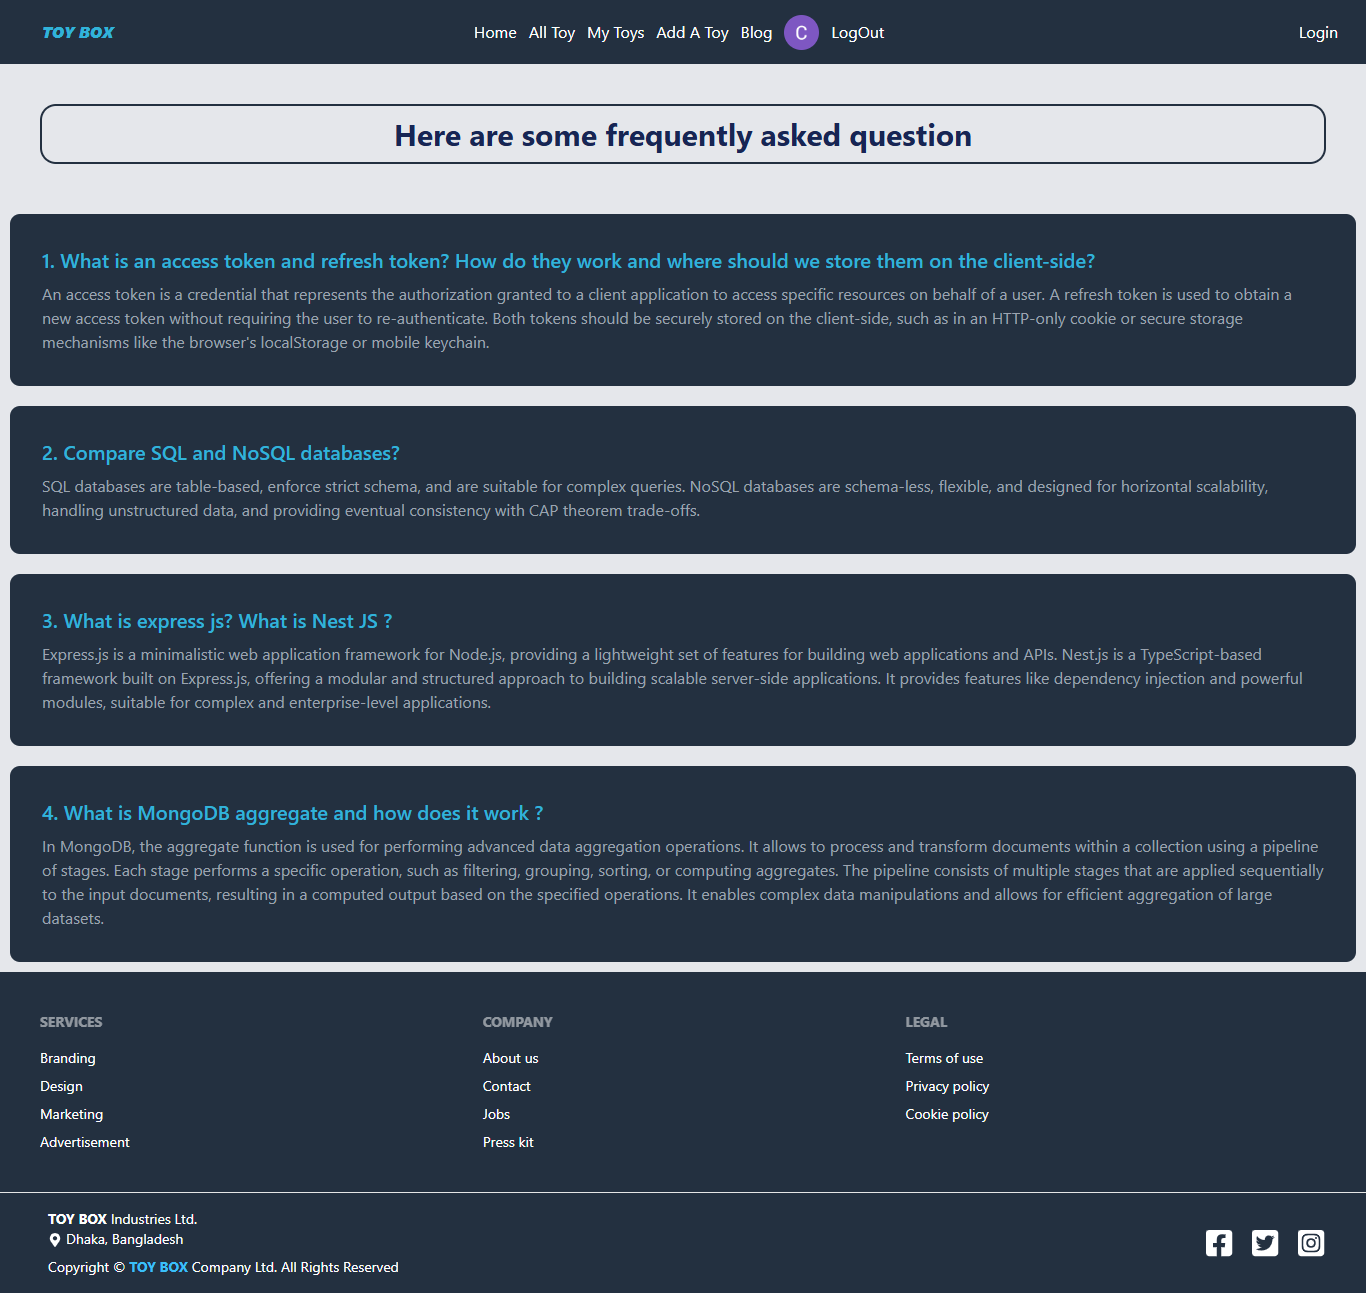 TOY BOX
Home All Toy My Toys Add A Toy Blog C LogOut
Login
Here are some frequently asked question
1. What is an access token and refresh token? How do they work and where should we store them on the client-side?
An access token is a credential that represents the authorization granted to a client application to access specific resources on behalf of a user. A refresh token is used to obtain a
new access token without requiring the user to re-authenticate. Both tokens should be securely stored on the client-side, such as in an HTTP-only cookie or secure storage
mechanisms like the browser's localStorage or mobile keychain.
2. Compare SQL and NoSQL databases?
SQL databases are table-based, enforce strict schema, and are suitable for complex queries. NoSQL databases are schema-less, flexible, and designed for horizontal scalability,
handling unstructured data, and providing eventual consistency with CAP theorem trade-offs.
3. What is express js? What is Nest JS ?
Express.js is a minimalistic web application framework for Node.js, providing a lightweight set of features for building web applications and APIs. Nest.js is a TypeScript-based
framework built on Express.js, offering a modular and structured approach to building scalable server-side applications. It provides features like dependency injection and powerful
modules, suitable for complex and enterprise-level applications.
4. What is MongoDB aggregate and how does it work ?
In MongoDB, the aggregate function is used for performing advanced data aggregation operations. It allows to process and transform documents within a collection using a pipeline
of stages. Each stage performs a specific operation, such as filtering, grouping, sorting, or computing aggregates. The pipeline consists of multiple stages that are applied sequentially
to the input documents, resulting in a computed output based on the specified operations. It enables complex data manipulations and allows for efficient aggregation of large
datasets.
SERVICES
Branding
Design
Marketing
Advertisement
COMPANY
About us
Contact
Jobs
Press kit
LEGAL
Terms of use
Privacy policy
Cookie policy
TOY BOX Industries Ltd.
Dhaka, Bangladesh
Copyright © TOY BOX Company Ltd. All Rights Reserved